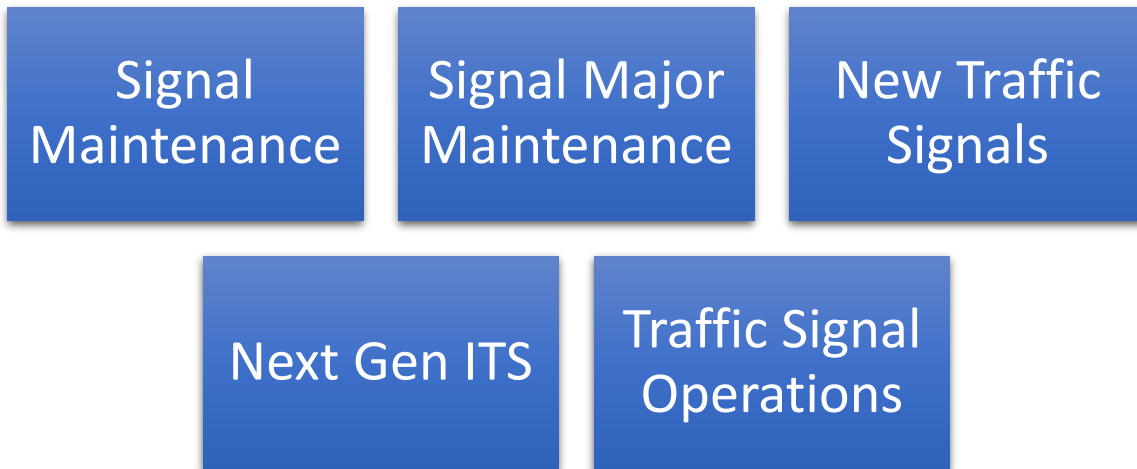 Signal
Maintenance
Signal Major
Maintenance
New Traffic
Signals
Next Gen ITS
Traffic Signal
Operations